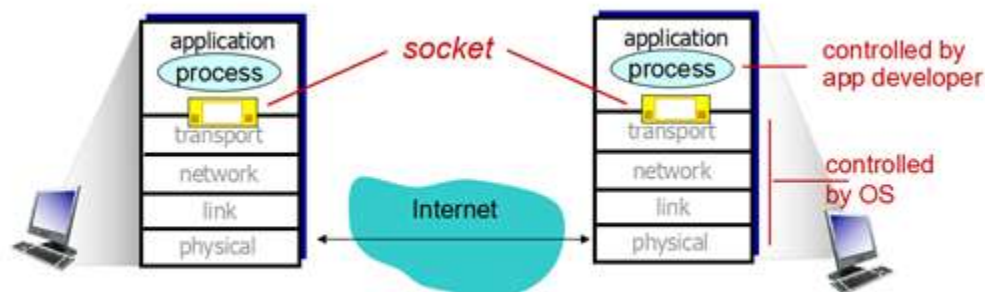 application
process
transport
network
link
physical
socket
Internet
application
process
transport
network
link
physical
controlled by
app developer
controlled
by OS